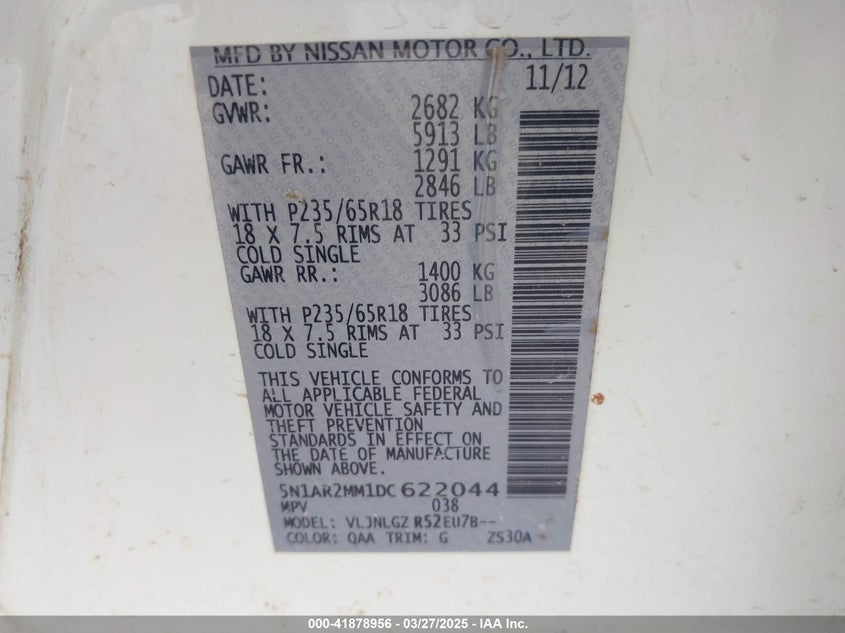 MFD BY NISSAN MOTOR CO., LTD.
DATE: 11/12
GVWR: 2682 KG
5913 LB
GAWR FR.: 1291 KG
2846 LB
WITH P235/65R18 TIRES
18 X 7.5 RIMS AT 33 PSI
COLD SINGLE
GAWR RR.: 1400 KG
3086 LB
WITH P235/65R18 TIRES
18 X 7.5 RIMS AT 33 PSI
COLD SINGLE
THIS VEHICLE CONFORMS TO
ALL APPLICABLE FEDERAL
MOTOR VEHICLE SAFETY AND
THEFT PREVENTION
STANDARDS IN EFFECT ON
THE DATE OF MANUFACTURE
SHOWN ABOVE.
5N1AR2MM1DC622044
MPV 038
MODEL: VLJNLGZ R52EU7B--
COLOR: QAA TRIM: G ZS30A
000-41878956 - 03/27/2025 - IAA Inc.